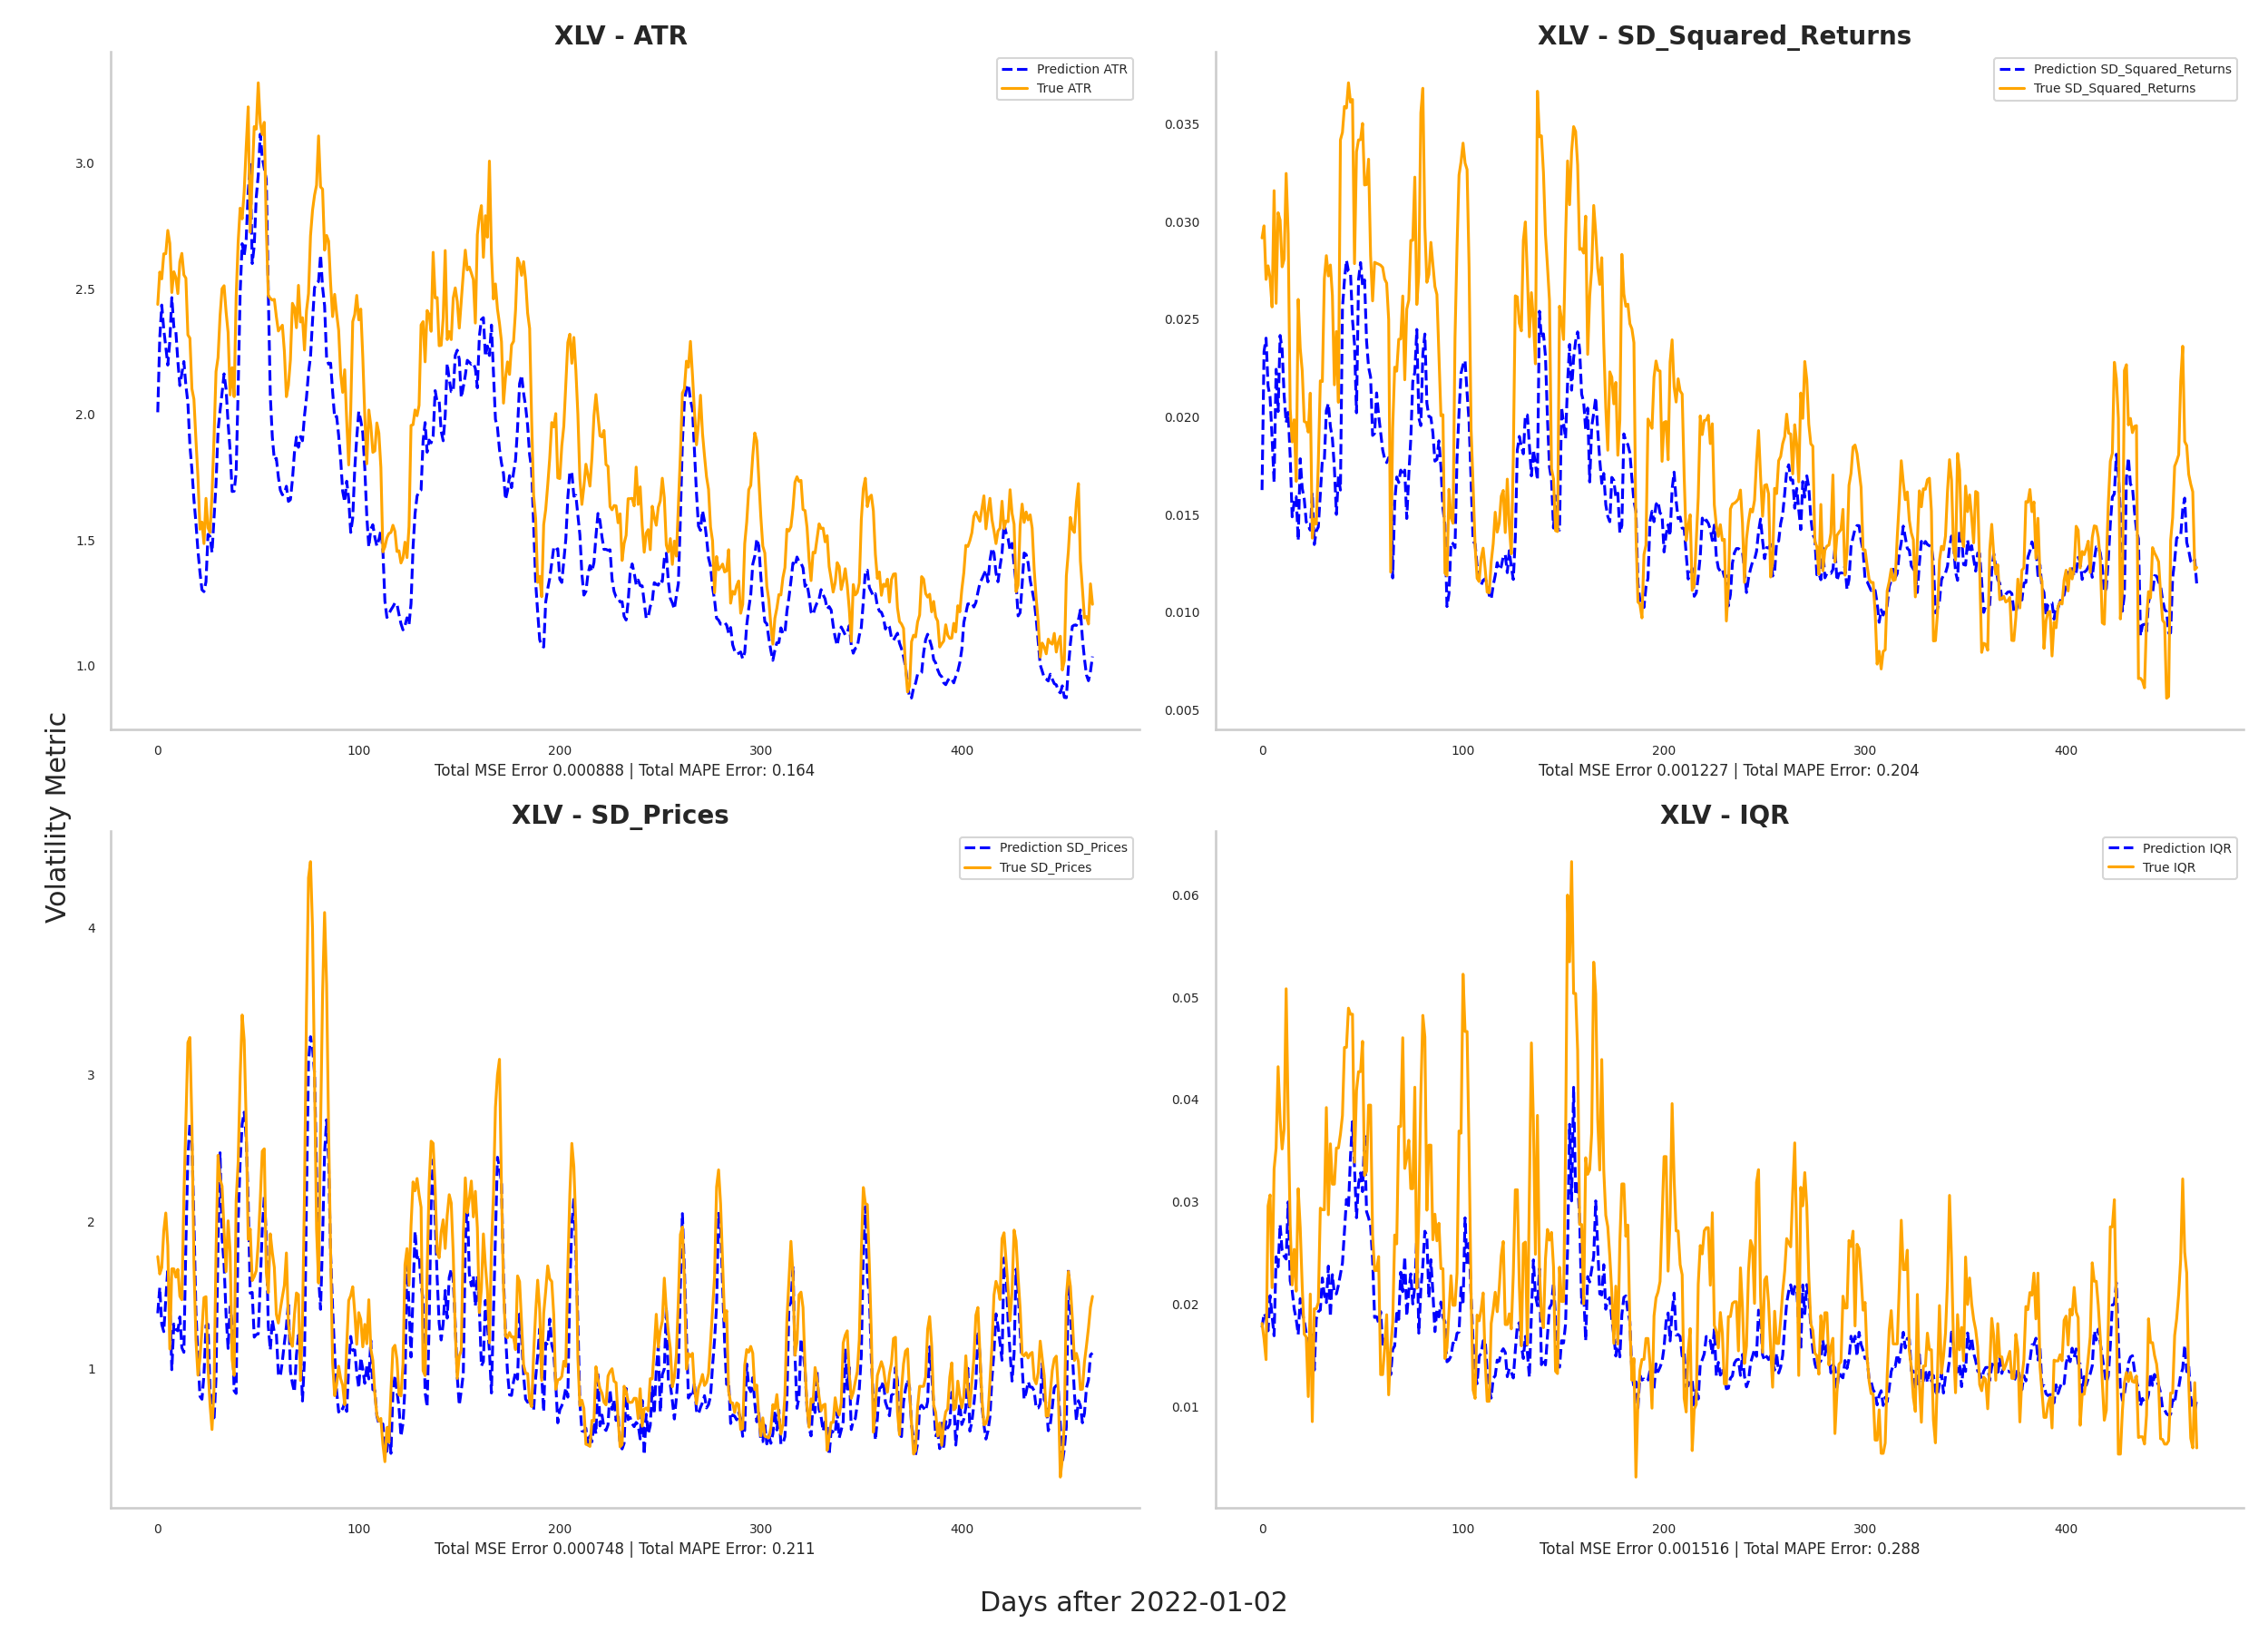 XLV - ATR
Prediction ATR
True ATR
3.0
2.5
2.0
1.5
1.0
0 100 200 300 400
Total MSE Error 0.000888 | Total MAPE Error: 0.164
XLV - SD_Squared_Returns
Prediction SD_Squared_Returns
True SD_Squared_Returns
0.035
0.030
0.025
0.020
0.015
0.010
0.005
0 100 200 300 400
Total MSE Error 0.001227 | Total MAPE Error: 0.204
Volatility Metric
XLV - SD_Prices
Prediction SD_Prices
True SD_Prices
4
3
2
1
0 100 200 300 400
Total MSE Error 0.000748 | Total MAPE Error: 0.211
XLV - IQR
Prediction IQR
True IQR
0.06
0.05
0.04
0.03
0.02
0.01
0 100 200 300 400
Total MSE Error 0.001516 | Total MAPE Error: 0.288
Days after 2022-01-02